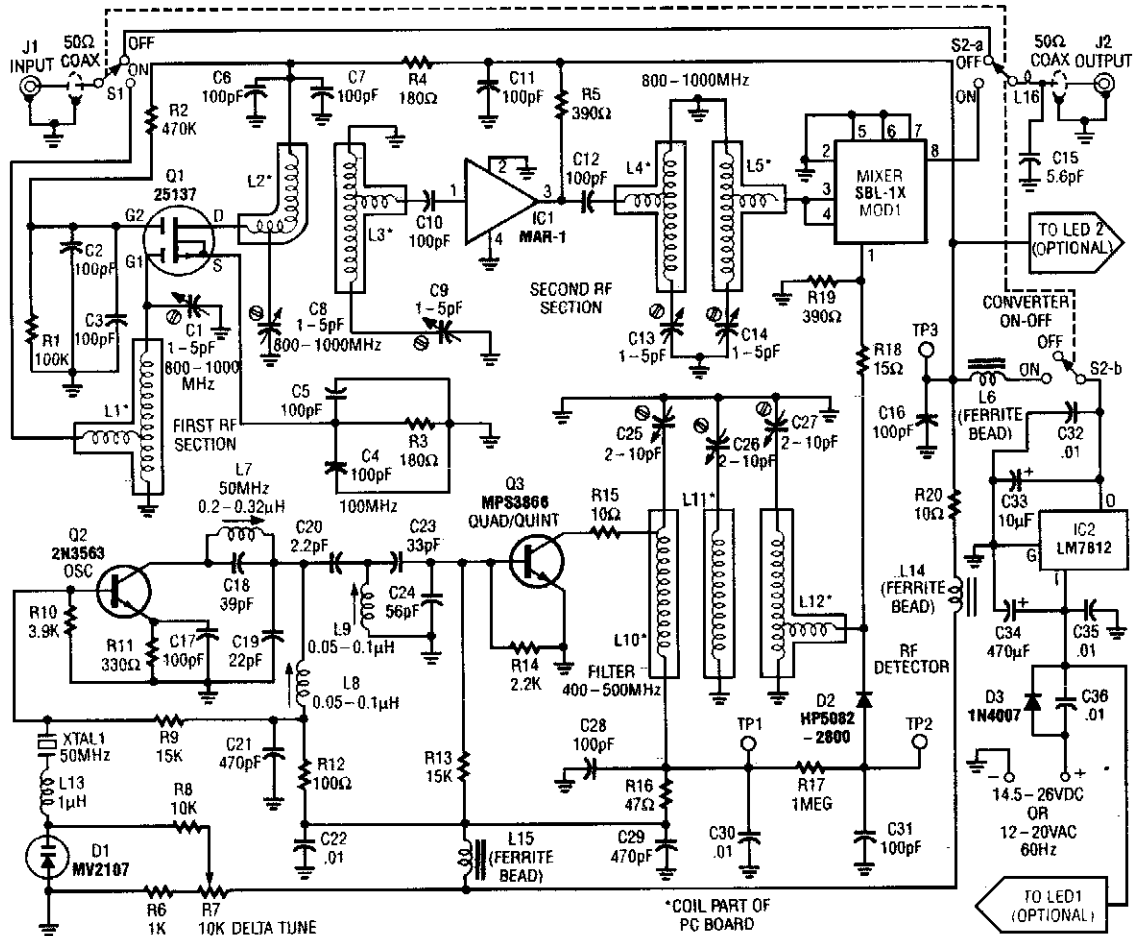 J1
INPUT
50Ω
COAX
OFF
ON
S1
R2
470K
C6
100pF
C7
100pF
R4
180Ω
C11
100pF
R5
390Ω
800-1000MHz
S2-a
OFF
ON
50Ω
COAX
J2
OUTPUT
L16
C15
5.6pF
Q1
25137
G2
D
G1
S
L2*
L3*
C10
100pF
1
2
3
4
IC1
MAR-1
C12
100pF
L4*
L5*
2
3
4
5
6
7
8
1
MIXER
SBL-1X
MOD1
TO LED 2
(OPTIONAL)
C2
100pF
C3
100pF
R1
100K
C1
1-5pF
800-1000
MHz
C8
1-5pF
800-1000MHz
C9
1-5pF
SECOND RF
SECTION
C13
1-5pF
C14
1-5pF
R19
390Ω
R18
15Ω
CONVERTER
ON-OFF
OFF
ON
S2-b
TP3
L6
(FERRITE
BEAD)
C16
100pF
C32
.01
L1*
FIRST RF
SECTION
C5
100pF
R3
180Ω
C4
100pF
100MHz
C25
2-10pF
C26
2-10pF
C27
2-10pF
C33
10µF
+
O
IC2
LM7812
G
I
R20
10Ω
L7
50MHz
0.2-0.32µH
Q2
2N3563
OSC
C18
39pF
C20
2.2pF
C23
33pF
Q3
MPS3866
QUAD/QUINT
R15
10Ω
L11*
L12*
L10*
L14
(FERRITE
BEAD)
C34
470µF
+
C35
.01
R10
3.9K
R11
330Ω
C17
100pF
C19
22pF
L9
0.05-0.1µH
C24
56pF
R14
2.2K
FILTER
400-500MHz
RF
DETECTOR
L8
0.05-0.1µH
D2
HP5082
-2800
D3
1N4007
C36
.01
XTAL1
50MHz
R9
15K
C21
470pF
R12
100Ω
R13
15K
C28
100pF
TP1
TP2
R16
47Ω
R17
1MEG
L13
1µH
R8
10K
D1
MV2107
C22
.01
L15
(FERRITE
BEAD)
C29
470pF
C30
.01
C31
100pF
- +
14.5-26VDC
OR
12-20VAC
60Hz
R6
1K
R7
10K DELTA TUNE
*COIL PART OF
PC BOARD
TO LED1
(OPTIONAL)